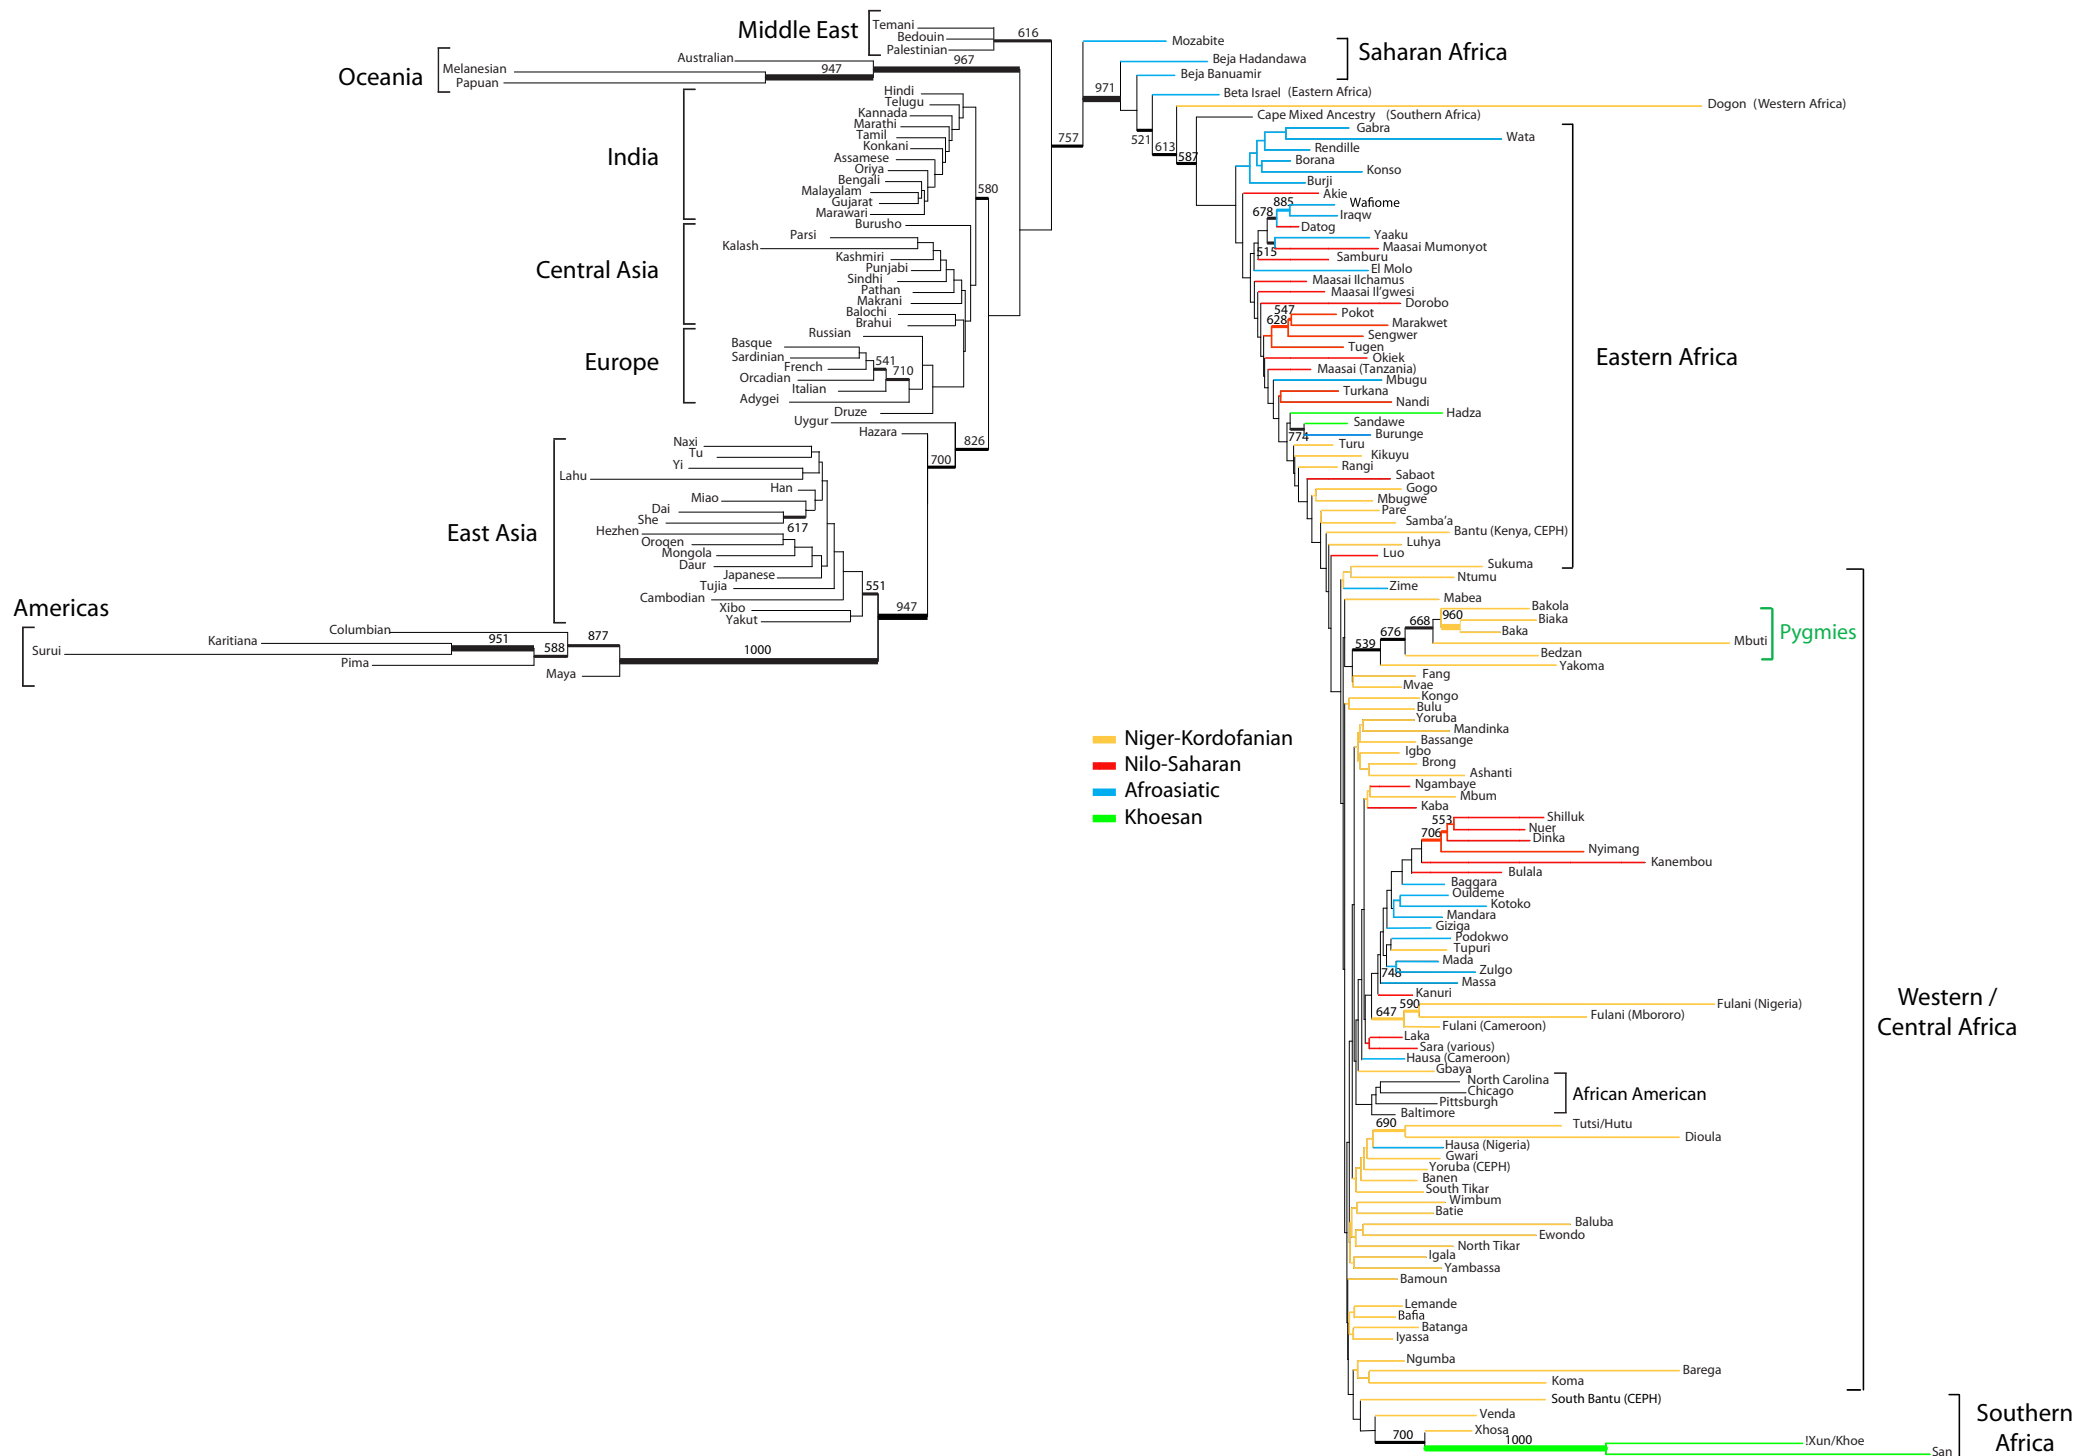 Middle East
Temani
Bedouin
Palestinian
616
Oceania
Australian
Melanesian
Papuan
947
967
India
Hindi
Telugu
Kannada
Marathi
Tamil
Konkani
Assamese
Oriya
Bengali
Malayalam
Gujarat
Marawari
580
Central Asia
Burusho
Parsi
Kalash
Kashmiri
Punjabi
Sindhi
Pathan
Makrani
Balochi
Brahui
Europe
Russian
Basque
Sardinian
French
Orcadian
Italian
Adygei
541
710
Druze
Uygur
Hazara
826
700
East Asia
Naxi
Tu
Yi
Lahu
Han
Miao
Dai
She
617
Hezhen
Oroqen
Mongola
Daur
Japanese
Tujia
Cambodian
Xibo
Yakut
551
947
Americas
Columbian
Karitiana
Surui
Pima
Maya
951
588
877
1000
757
971
Mozabite
Beja Hadandawa
Beja Banuamir
Saharan Africa
Beta Israel (Eastern Africa)
Dogon (Western Africa)
Cape Mixed Ancestry (Southern Africa)
521
613
587
Eastern Africa
Gabra
Wata
Rendille
Borana
Konso
Burji
Akie
885
Wafiome
678
Iraqw
Datog
Yaaku
Maasai Mumonyot
515
Samburu
El Molo
Maasai Ilchamus
Maasai Il'gwesi
Dorobo
547
Pokot
628
Marakwet
Sengwer
Tugen
Okiek
Maasai (Tanzania)
Mbugu
Turkana
Nandi
Hadza
Sandawe
774
Burunge
Turu
Kikuyu
Rangi
Sabaot
Gogo
Mbugwe
Pare
Samba'a
Bantu (Kenya, CEPH)
Luhya
Luo
Sukuma
Ntumu
Zime
Mabea
Western /
Central Africa
Pygmies
Bakola
960
Biaka
668
Baka
676
Mbuti
539
Bedzan
Yakoma
Fang
Mvae
Kongo
Bulu
Yoruba
Mandinka
Bassange
Igbo
Brong
Ashanti
Ngambaye
Mbum
Kaba
553
Shilluk
706
Nuer
Dinka
Nyimang
Kanembou
Bulala
Baggara
Ouldeme
Kotoko
Mandara
Giziga
Podokwo
Tupuri
Mada
748
Zulgo
Massa
Kanuri
590
Fulani (Nigeria)
647
Fulani (Mbororo)
Fulani (Cameroon)
Laka
Sara (various)
Hausa (Cameroon)
Gbaya
North Carolina
Chicago
Pittsburgh
Baltimore
African American
690
Tutsi/Hutu
Dioula
Hausa (Nigeria)
Gwari
Yoruba (CEPH)
Banen
South Tikar
Wimbum
Batie
Baluba
Ewondo
North Tikar
Igala
Yambassa
Bamoun
Lemande
Bafia
Batanga
Iyassa
Ngumba
Barega
Koma
South Bantu (CEPH)
Venda
Xhosa
700
1000
!Xun/Khoe
San
Southern
Africa
Niger-Kordofanian
Nilo-Saharan
Afroasiatic
Khoesan